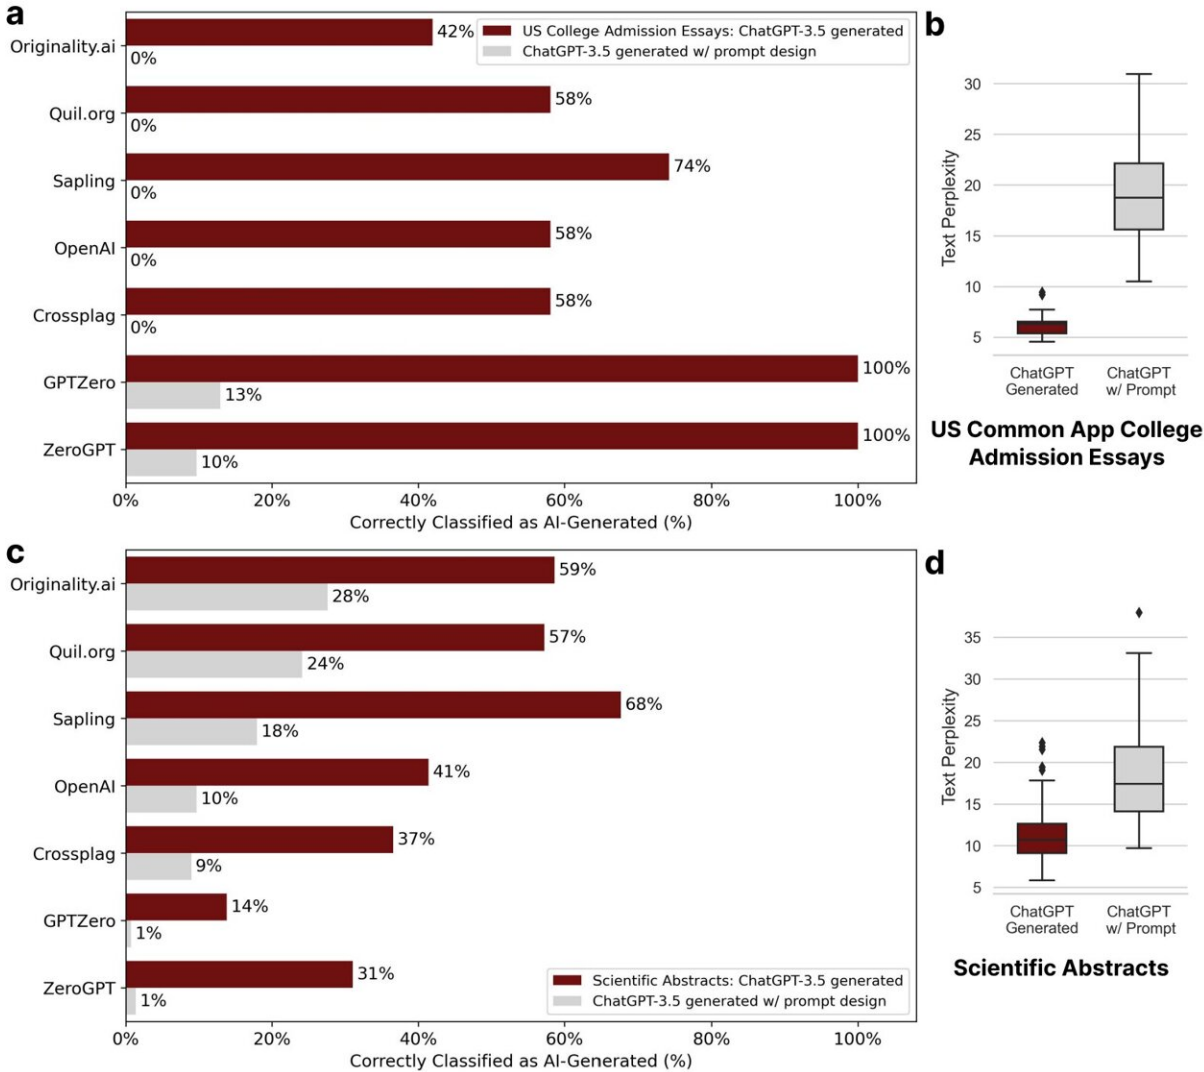 a
US College Admission Essays: ChatGPT-3.5 generated
ChatGPT-3.5 generated w/ prompt design
Originality.ai
42%
0%
Quil.org
58%
0%
Sapling
74%
0%
OpenAI
58%
0%
Crossplag
58%
0%
GPTZero
100%
13%
ZeroGPT
100%
10%
0%
20%
40%
60%
80%
100%
Correctly Classified as AI-Generated (%)
b
Text Perplexity
30
25
20
15
10
5
ChatGPT
Generated
ChatGPT
w/ Prompt
US Common App College
Admission Essays
c
Originality.ai
59%
28%
Quil.org
57%
24%
Sapling
68%
18%
OpenAI
41%
10%
Crossplag
37%
9%
GPTZero
14%
1%
ZeroGPT
31%
1%
Scientific Abstracts: ChatGPT-3.5 generated
ChatGPT-3.5 generated w/ prompt design
0%
20%
40%
60%
80%
100%
Correctly Classified as AI-Generated (%)
d
Text Perplexity
35
30
25
20
15
10
5
ChatGPT
Generated
ChatGPT
w/ Prompt
Scientific Abstracts